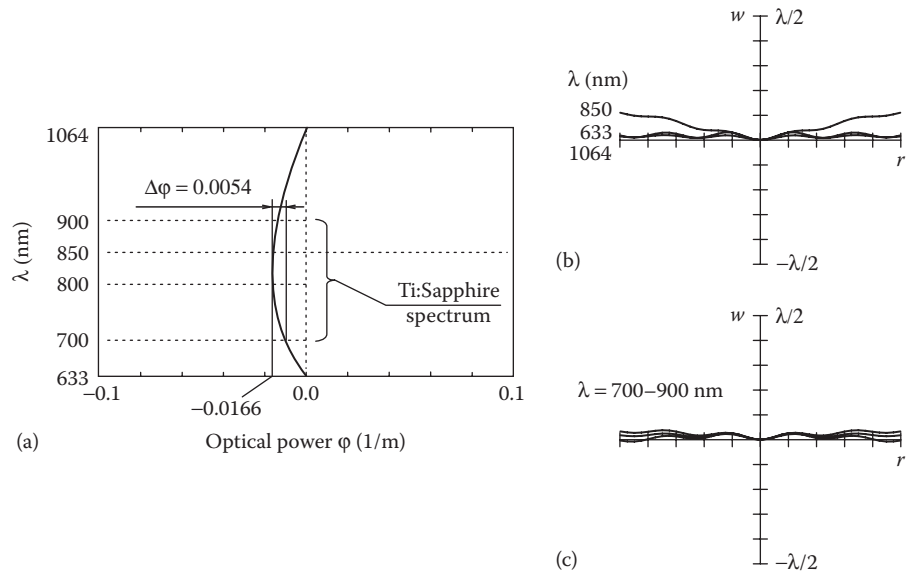 1064
Δφ = 0.0054
900
850
800
700
633
λ (nm)
Ti:Sapphire
spectrum
−0.1
0.0
0.1
−0.0166
(a)
Optical power φ (1/m)
w
λ/2
λ (nm)
850
633
1064
r
−λ/2
(b)
w
λ/2
λ = 700–900 nm
r
−λ/2
(c)